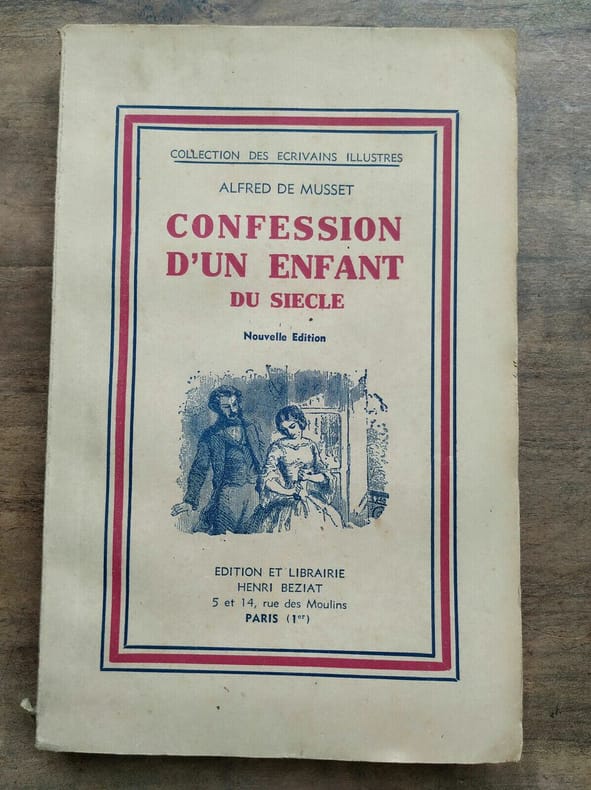 COLLECTION DES ECRIVAINS ILLUSTRES
ALFRED DE MUSSET
CONFESSION
D'UN ENFANT
DU SIECLE
Nouvelle Edition
EDITION ET LIBRAIRIE
HENRI BEZIAT
5 et 14, rue des Moulins
PARIS (1er)